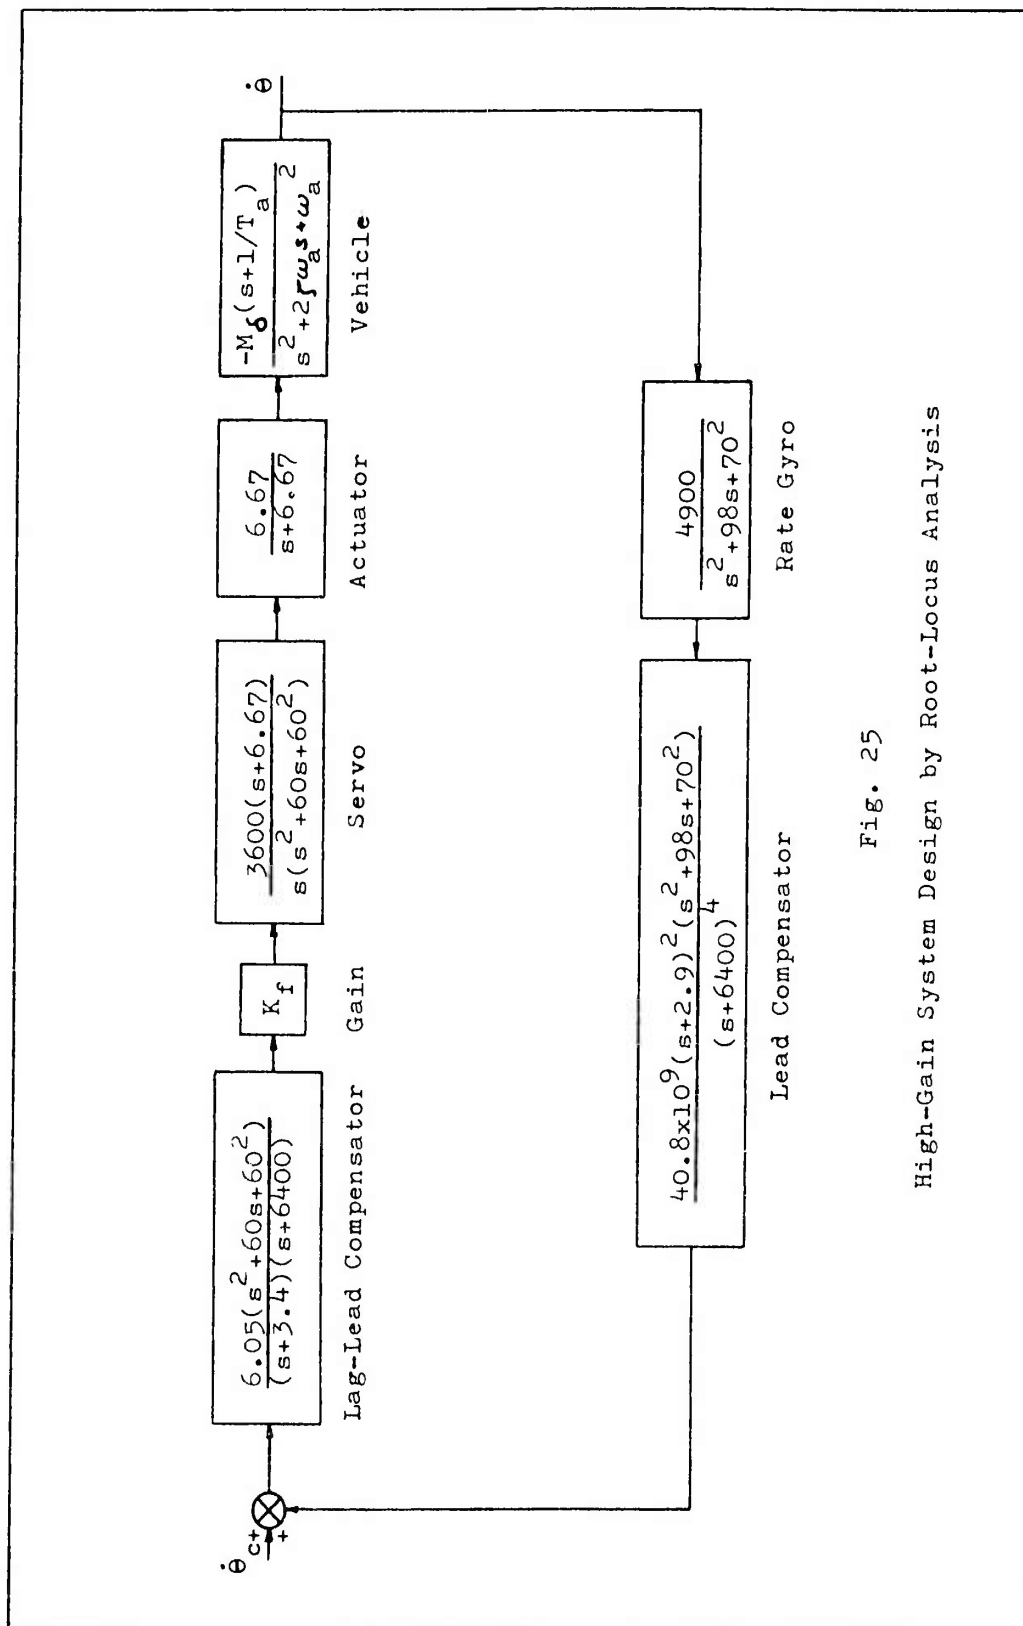 θ̇c+
+
6.05(s²+60s+60²)
(s+3.4)(s+6400)
Lag-Lead Compensator
K_f
Gain
3600(s+6.67)
s(s²+60s+60²)
Servo
6.67
s+6.67
Actuator
-M_δ(s+1/T_a)
s²+2ζω_a s+ω_a²
Vehicle
θ̇
40.8x10⁹(s+2.9)²(s²+98s+70²)
(s+6400)⁴
Lead Compensator
4900
s²+98s+70²
Rate Gyro
Fig. 25
High-Gain System Design by Root-Locus Analysis